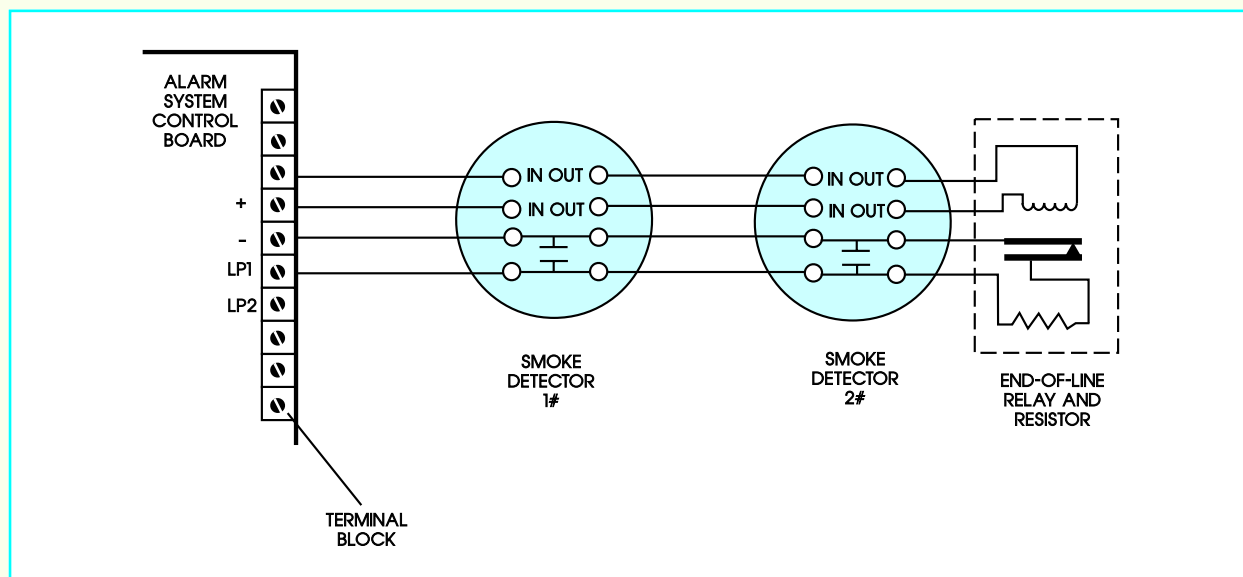 ALARM
SYSTEM
CONTROL
BOARD
+
-
LP1
LP2
IN OUT
IN OUT
IN OUT
IN OUT
SMOKE
DETECTOR
1#
SMOKE
DETECTOR
2#
END-OF-LINE
RELAY AND
RESISTOR
TERMINAL
BLOCK